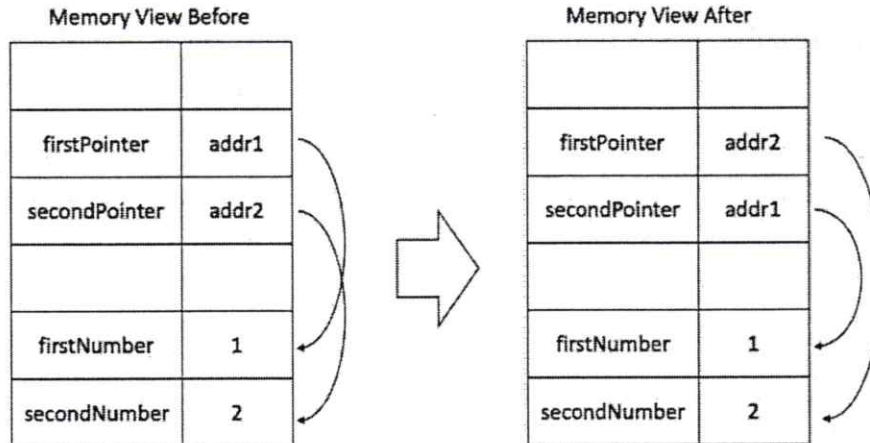 Memory View Before
Memory View After
firstPointer addr1
secondPointer addr2
firstNumber 1
secondNumber 2
firstPointer addr2
secondPointer addr1
firstNumber 1
secondNumber 2